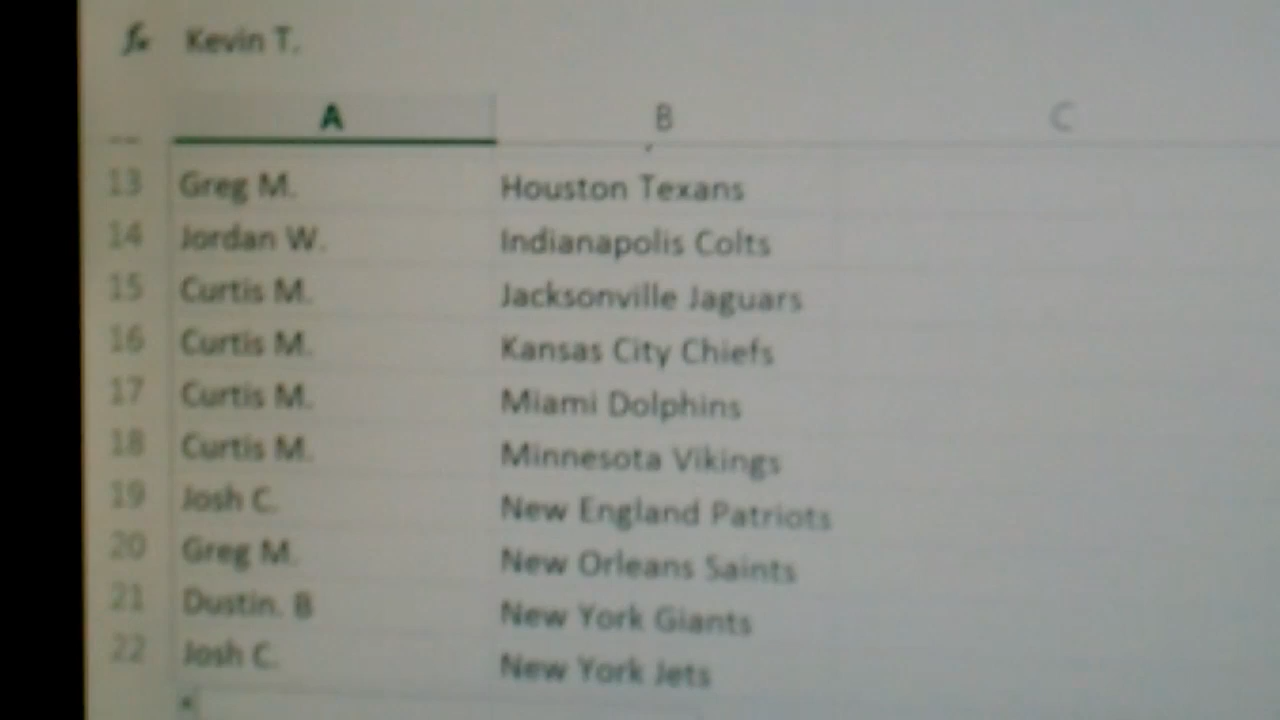 fx Kevin T.
A B C
13 Greg M. Houston Texans
14 Jordan W. Indianapolis Colts
15 Curtis M. Jacksonville Jaguars
16 Curtis M. Kansas City Chiefs
17 Curtis M. Miami Dolphins
18 Curtis M. Minnesota Vikings
19 Josh C. New England Patriots
20 Greg M. New Orleans Saints
21 Dustin. B New York Giants
22 Josh C. New York Jets